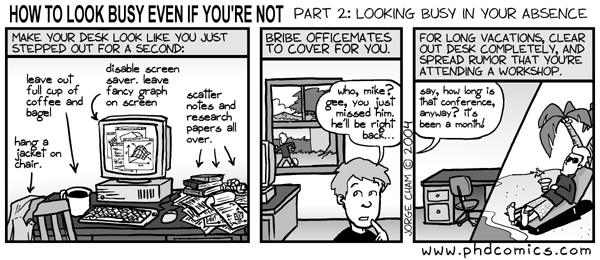 HOW TO LOOK BUSY EVEN IF YOU'RE NOT PART 2: LOOKING BUSY IN YOUR ABSENCE
MAKE YOUR DESK LOOK LIKE YOU JUST
STEPPED OUT FOR A SECOND:
leave out
full cup of
coffee and
bagel
disable screen
saver. leave
fancy graph
on screen
scatter
notes and
research
papers all
over.
hang a
jacket on
chair.
BRIBE OFFICEMATES
TO COVER FOR YOU.
who, mike?
gee, you just
missed him.
he'll be right
back...
JORGE CHAM © 2004
FOR LONG VACATIONS, CLEAR
OUT DESK COMPLETELY, AND
SPREAD RUMOR THAT YOU'RE
ATTENDING A WORKSHOP.
say, how long is
that conference,
anyway? it's
been a month!
www.phdcomics.com